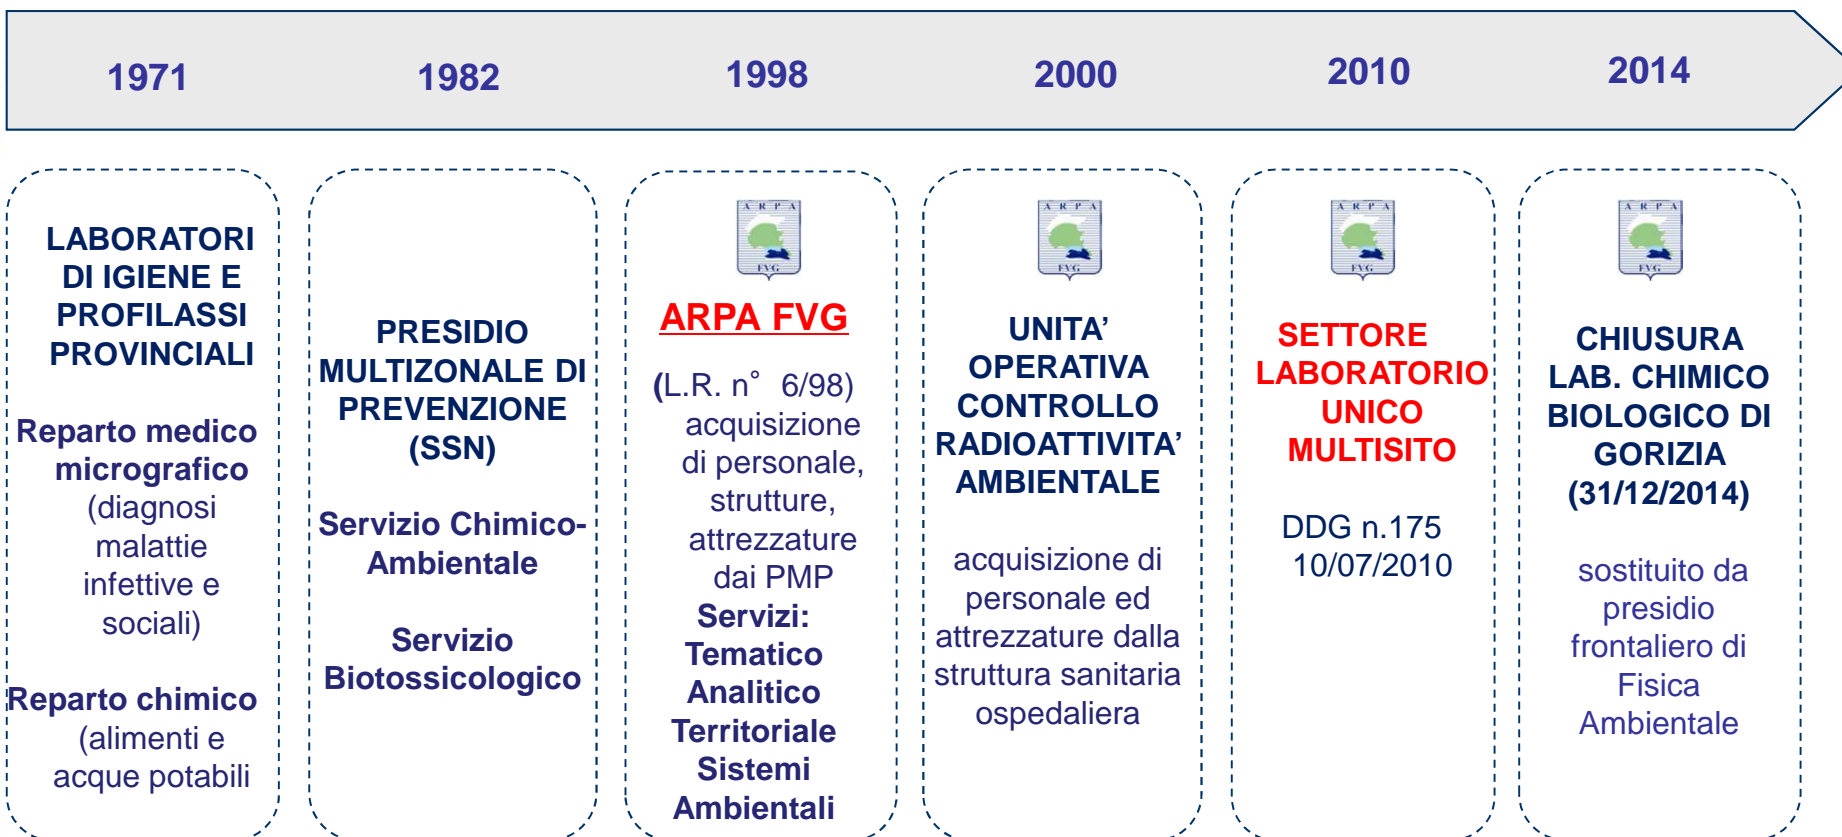 1971
1982
1998
2000
2010
2014
LABORATORI
DI IGIENE E
PROFILASSI
PROVINCIALI
Reparto medico
micrografico
(diagnosi
malattie
infettive e
sociali)
Reparto chimico
(alimenti e
acque potabili
PRESIDIO
MULTIZONALE DI
PREVENZIONE
(SSN)
Servizio Chimico-
Ambientale
Servizio
Biotossicologico
A R P A
FVG
ARPA FVG
(L.R. n° 6/98)
acquisizione
di personale,
strutture,
attrezzature
dai PMP
Servizi:
Tematico
Analitico
Territoriale
Sistemi
Ambientali
A R P A
FVG
UNITA’
OPERATIVA
CONTROLLO
RADIOATTIVITA’
AMBIENTALE
acquisizione di
personale ed
attrezzature dalla
struttura sanitaria
ospedaliera
A R P A
FVG
SETTORE
LABORATORIO
UNICO
MULTISITO
DDG n.175
10/07/2010
A R P A
FVG
CHIUSURA
LAB. CHIMICO
BIOLOGICO DI
GORIZIA
(31/12/2014)
sostituito da
presidio
frontaliero di
Fisica
Ambientale